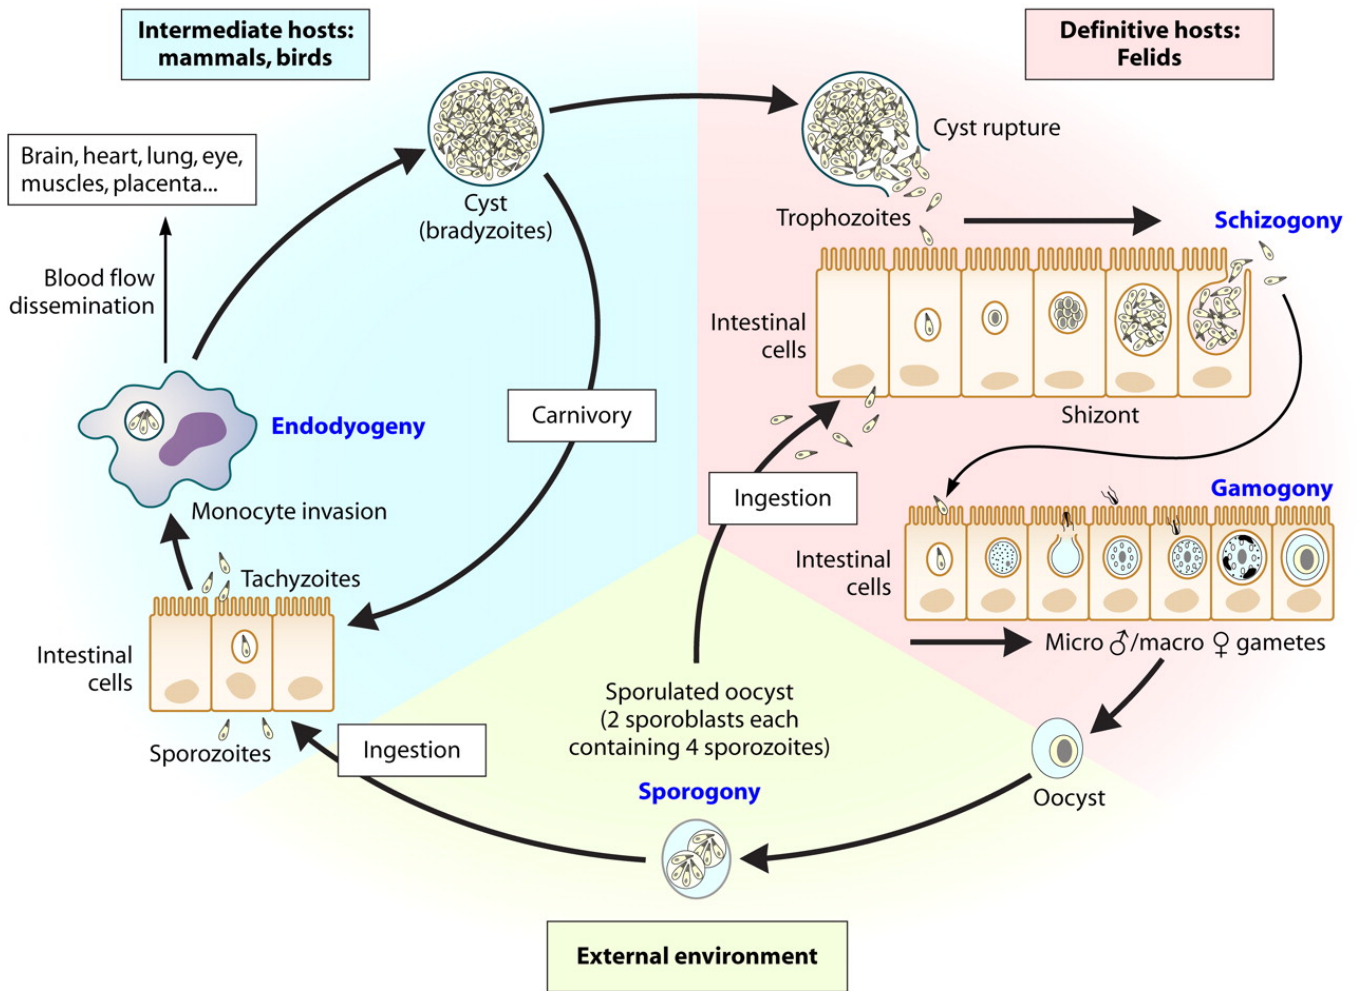 Intermediate hosts:
mammals, birds
Definitive hosts:
Felids
Brain, heart, lung, eye,
muscles, placenta...
Cyst
(bradyzoites)
Cyst rupture
Trophozoites
Schizogony
Blood flow
dissemination
Intestinal
cells
Shizont
Carnivory
Endodyogeny
Ingestion
Gamogony
Monocyte invasion
Tachyzoites
Intestinal
cells
Micro ♂/macro ♀ gametes
Intestinal
cells
Sporozoites
Ingestion
Sporulated oocyst
(2 sporoblasts each
containing 4 sporozoites)
Sporogony
Oocyst
External environment